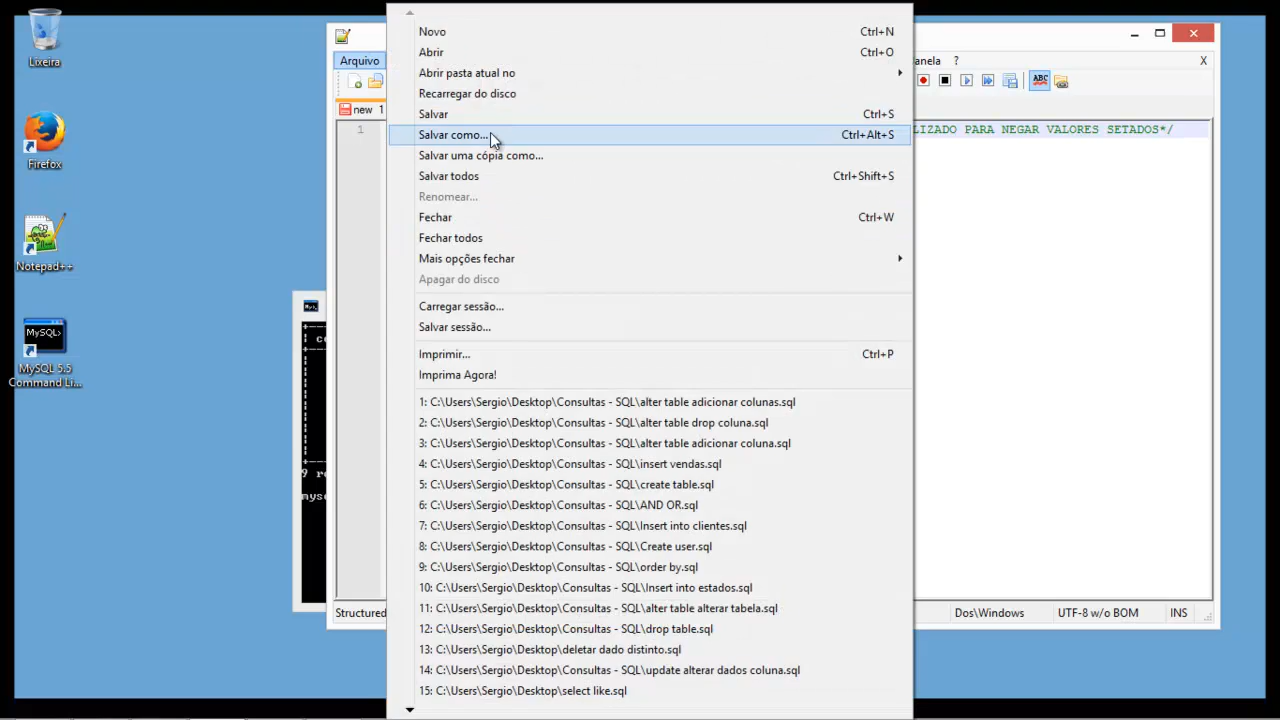 Lixeira
Firefox
Notepad++
MySQL>
MySQL 5.5
Command Li...
Arquivo
new 1
1
Novo Ctrl+N
Abrir Ctrl+O
Abrir pasta atual no
Recarregar do disco
Salvar Ctrl+S
Salvar como... Ctrl+Alt+S
Salvar uma cópia como...
Salvar todos Ctrl+Shift+S
Renomear...
Fechar Ctrl+W
Fechar todos
Mais opções fechar
Apagar do disco
Carregar sessão...
Salvar sessão...
Imprimir... Ctrl+P
Imprima Agora!
1: C:\Users\Sergio\Desktop\Consultas - SQL\alter table adicionar colunas.sql
2: C:\Users\Sergio\Desktop\Consultas - SQL\alter table drop coluna.sql
3: C:\Users\Sergio\Desktop\Consultas - SQL\alter table adicionar coluna.sql
4: C:\Users\Sergio\Desktop\Consultas - SQL\insert vendas.sql
5: C:\Users\Sergio\Desktop\Consultas - SQL\create table.sql
6: C:\Users\Sergio\Desktop\Consultas - SQL\AND OR.sql
7: C:\Users\Sergio\Desktop\Consultas - SQL\Insert into clientes.sql
8: C:\Users\Sergio\Desktop\Consultas - SQL\Create user.sql
9: C:\Users\Sergio\Desktop\Consultas - SQL\order by.sql
10: C:\Users\Sergio\Desktop\Consultas - SQL\Insert into estados.sql
11: C:\Users\Sergio\Desktop\Consultas - SQL\alter table alterar tabela.sql
12: C:\Users\Sergio\Desktop\Consultas - SQL\drop table.sql
13: C:\Users\Sergio\Desktop\deletar dado distinto.sql
14: C:\Users\Sergio\Desktop\Consultas - SQL\update alterar dados coluna.sql
15: C:\Users\Sergio\Desktop\select like.sql
anela ? X
ABC
LIZADO PARA NEGAR VALORES SETADOS*/
9 re
mys
Structured
Dos\Windows UTF-8 w/o BOM INS